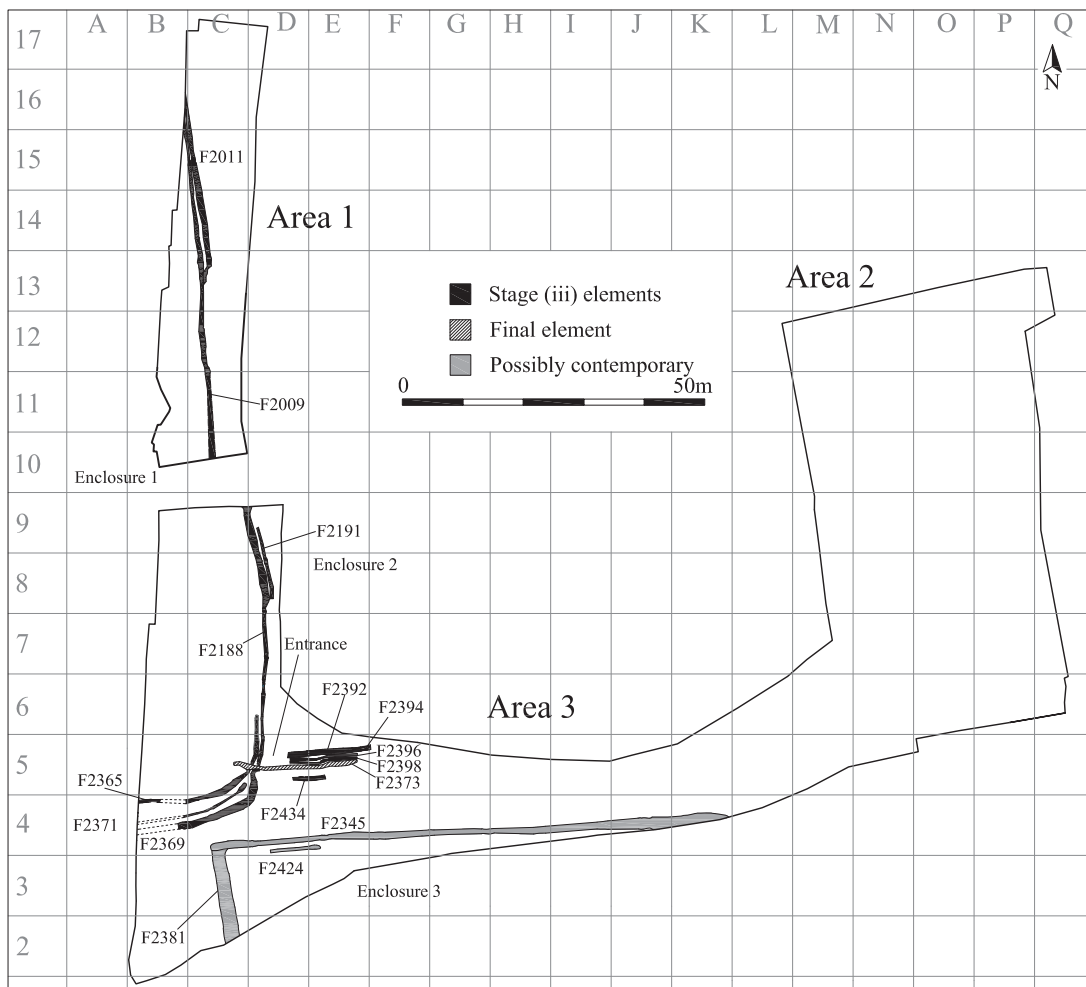 A B C D E F G H I J K L M N O P Q
17
N
16
15
F2011
14
Area 1
13
Area 2
Stage (iii) elements
12
Final element
Possibly contemporary
0 50m
11
F2009
10
Enclosure 1
9
F2191
Enclosure 2
8
7
F2188
Entrance
F2392
6
Area 3
F2394
F2396
5
F2398
F2365
F2373
F2434
F2371
F2345
4
F2369
F2424
3
Enclosure 3
F2381
2